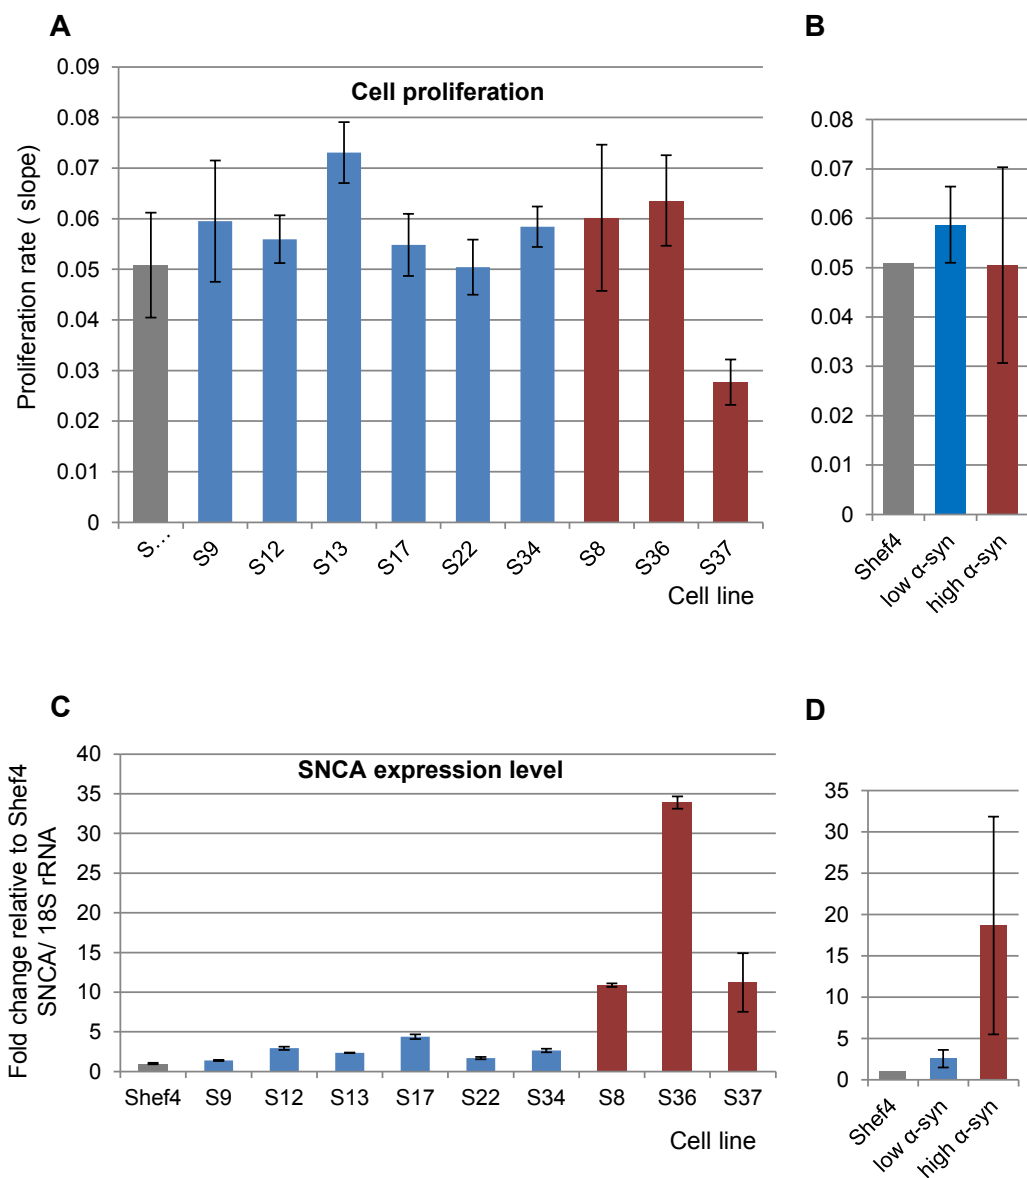 A
Cell proliferation
Proliferation rate ( slope)
0.09
0.08
0.07
0.06
0.05
0.04
0.03
0.02
0.01
0
S…
S9
S12
S13
S17
S22
S34
S8
S36
S37
Cell line
B
0.08
0.07
0.06
0.05
0.04
0.03
0.02
0.01
0
Shef4
low α-syn
high α-syn
C
SNCA expression level
Fold change relative to Shef4
SNCA/ 18S rRNA
40
35
30
25
20
15
10
5
0
Shef4 S9 S12 S13 S17 S22 S34 S8 S36 S37
Cell line
D
35
30
25
20
15
10
5
0
Shef4
low α-syn
high α-syn